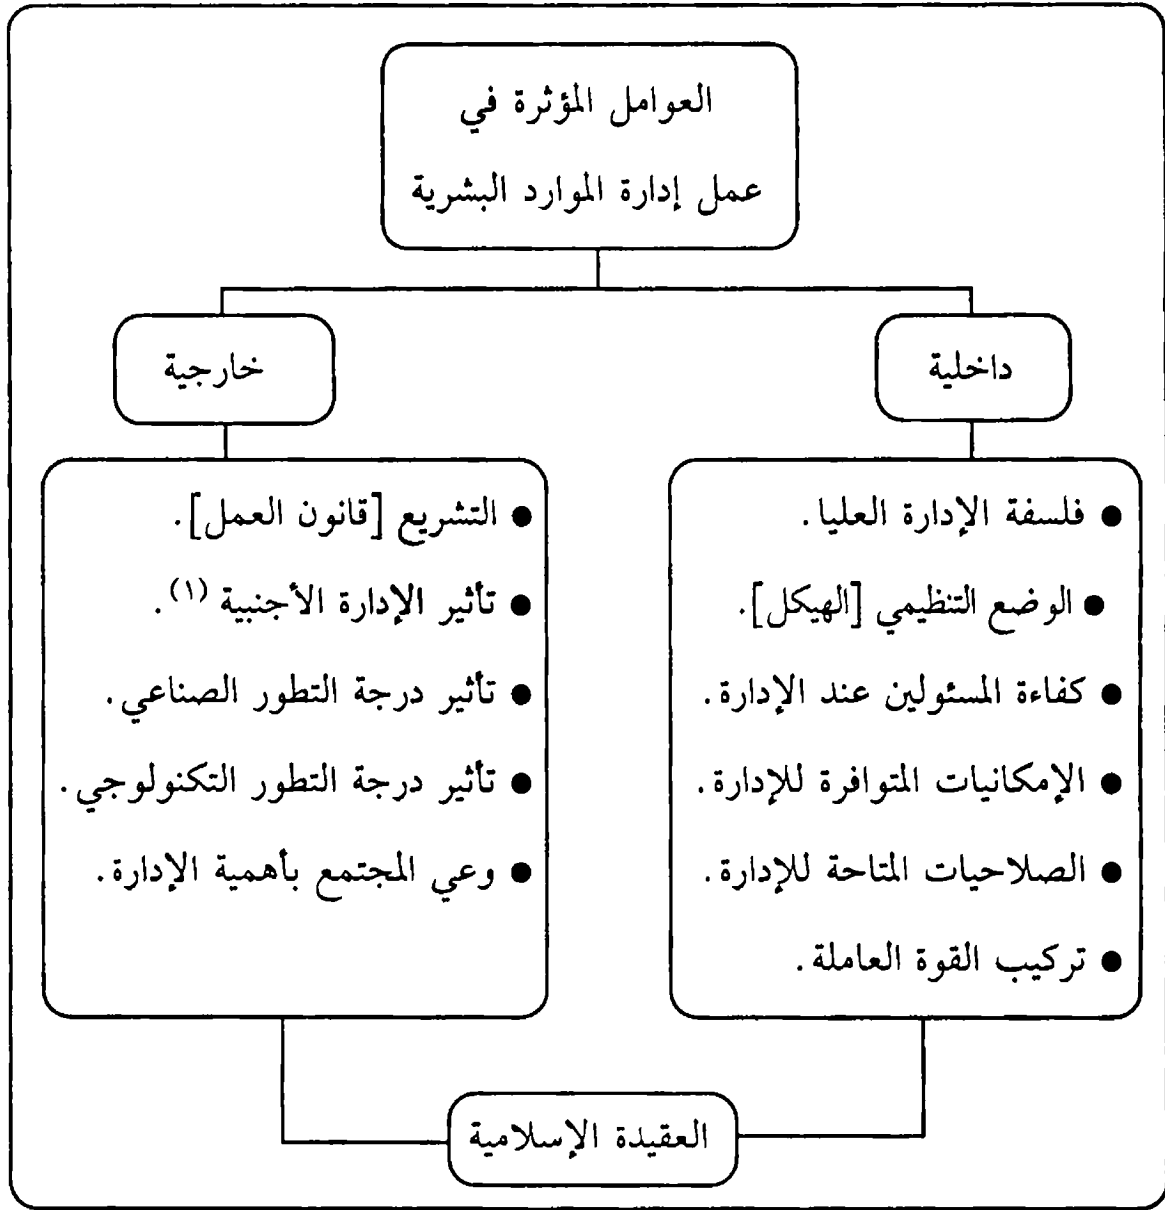 العوامل المؤثرة في
عمل إدارة الموارد البشرية
داخلية
خارجية
● فلسفة الإدارة العليا.
● الوضع التنظيمي [الهيكل].
● كفاءة المسئولين عند الإدارة.
● الإمكانيات المتوافرة للإدارة.
● الصلاحيات المتاحة للإدارة.
● تركيب القوة العاملة.
● التشريع [قانون العمل].
● تأثير الإدارة الأجنبية (١).
● تأثير درجة التطور الصناعي.
● تأثير درجة التطور التكنولوجي.
● وعي المجتمع بأهمية الإدارة.
العقيدة الإسلامية